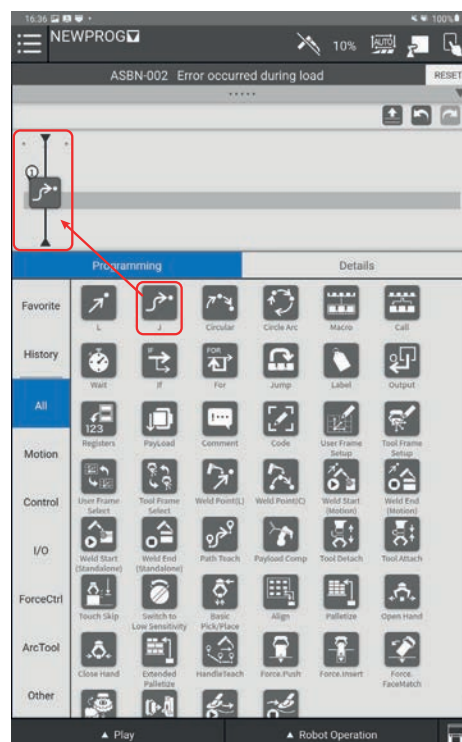 16:36
100%
NEWPROG
10%
AUTO
ASBN-002 Error occurred during load
RESET
1
Programming
Details
Favorite
History
All
Motion
Control
I/O
ForceCtrl
ArcTool
Other
L
J
Circular
Circle Arc
Macro
Call
IF
FOR
Wait
If
For
Jump
Label
Output
123
Registers
PayLoad
Comment
Code
User Frame
Setup
Tool Frame
Setup
User Frame
Select
Tool Frame
Select
Weld Point(L)
Weld Point(C)
Weld Start
(Motion)
Weld End
(Motion)
Weld Start
(Standalone)
Weld End
(Standalone)
Path Teach
Payload Comp
Tool Detach
Tool Attach
Touch Skip
Switch to
Low Sensitivity
Basic
Pick/Place
Align
Palletize
Open Hand
Close Hand
Extended
Palletize
HandleTeach
Force.Push
Force.Insert
Force.
FaceMatch
Play
Robot Operation